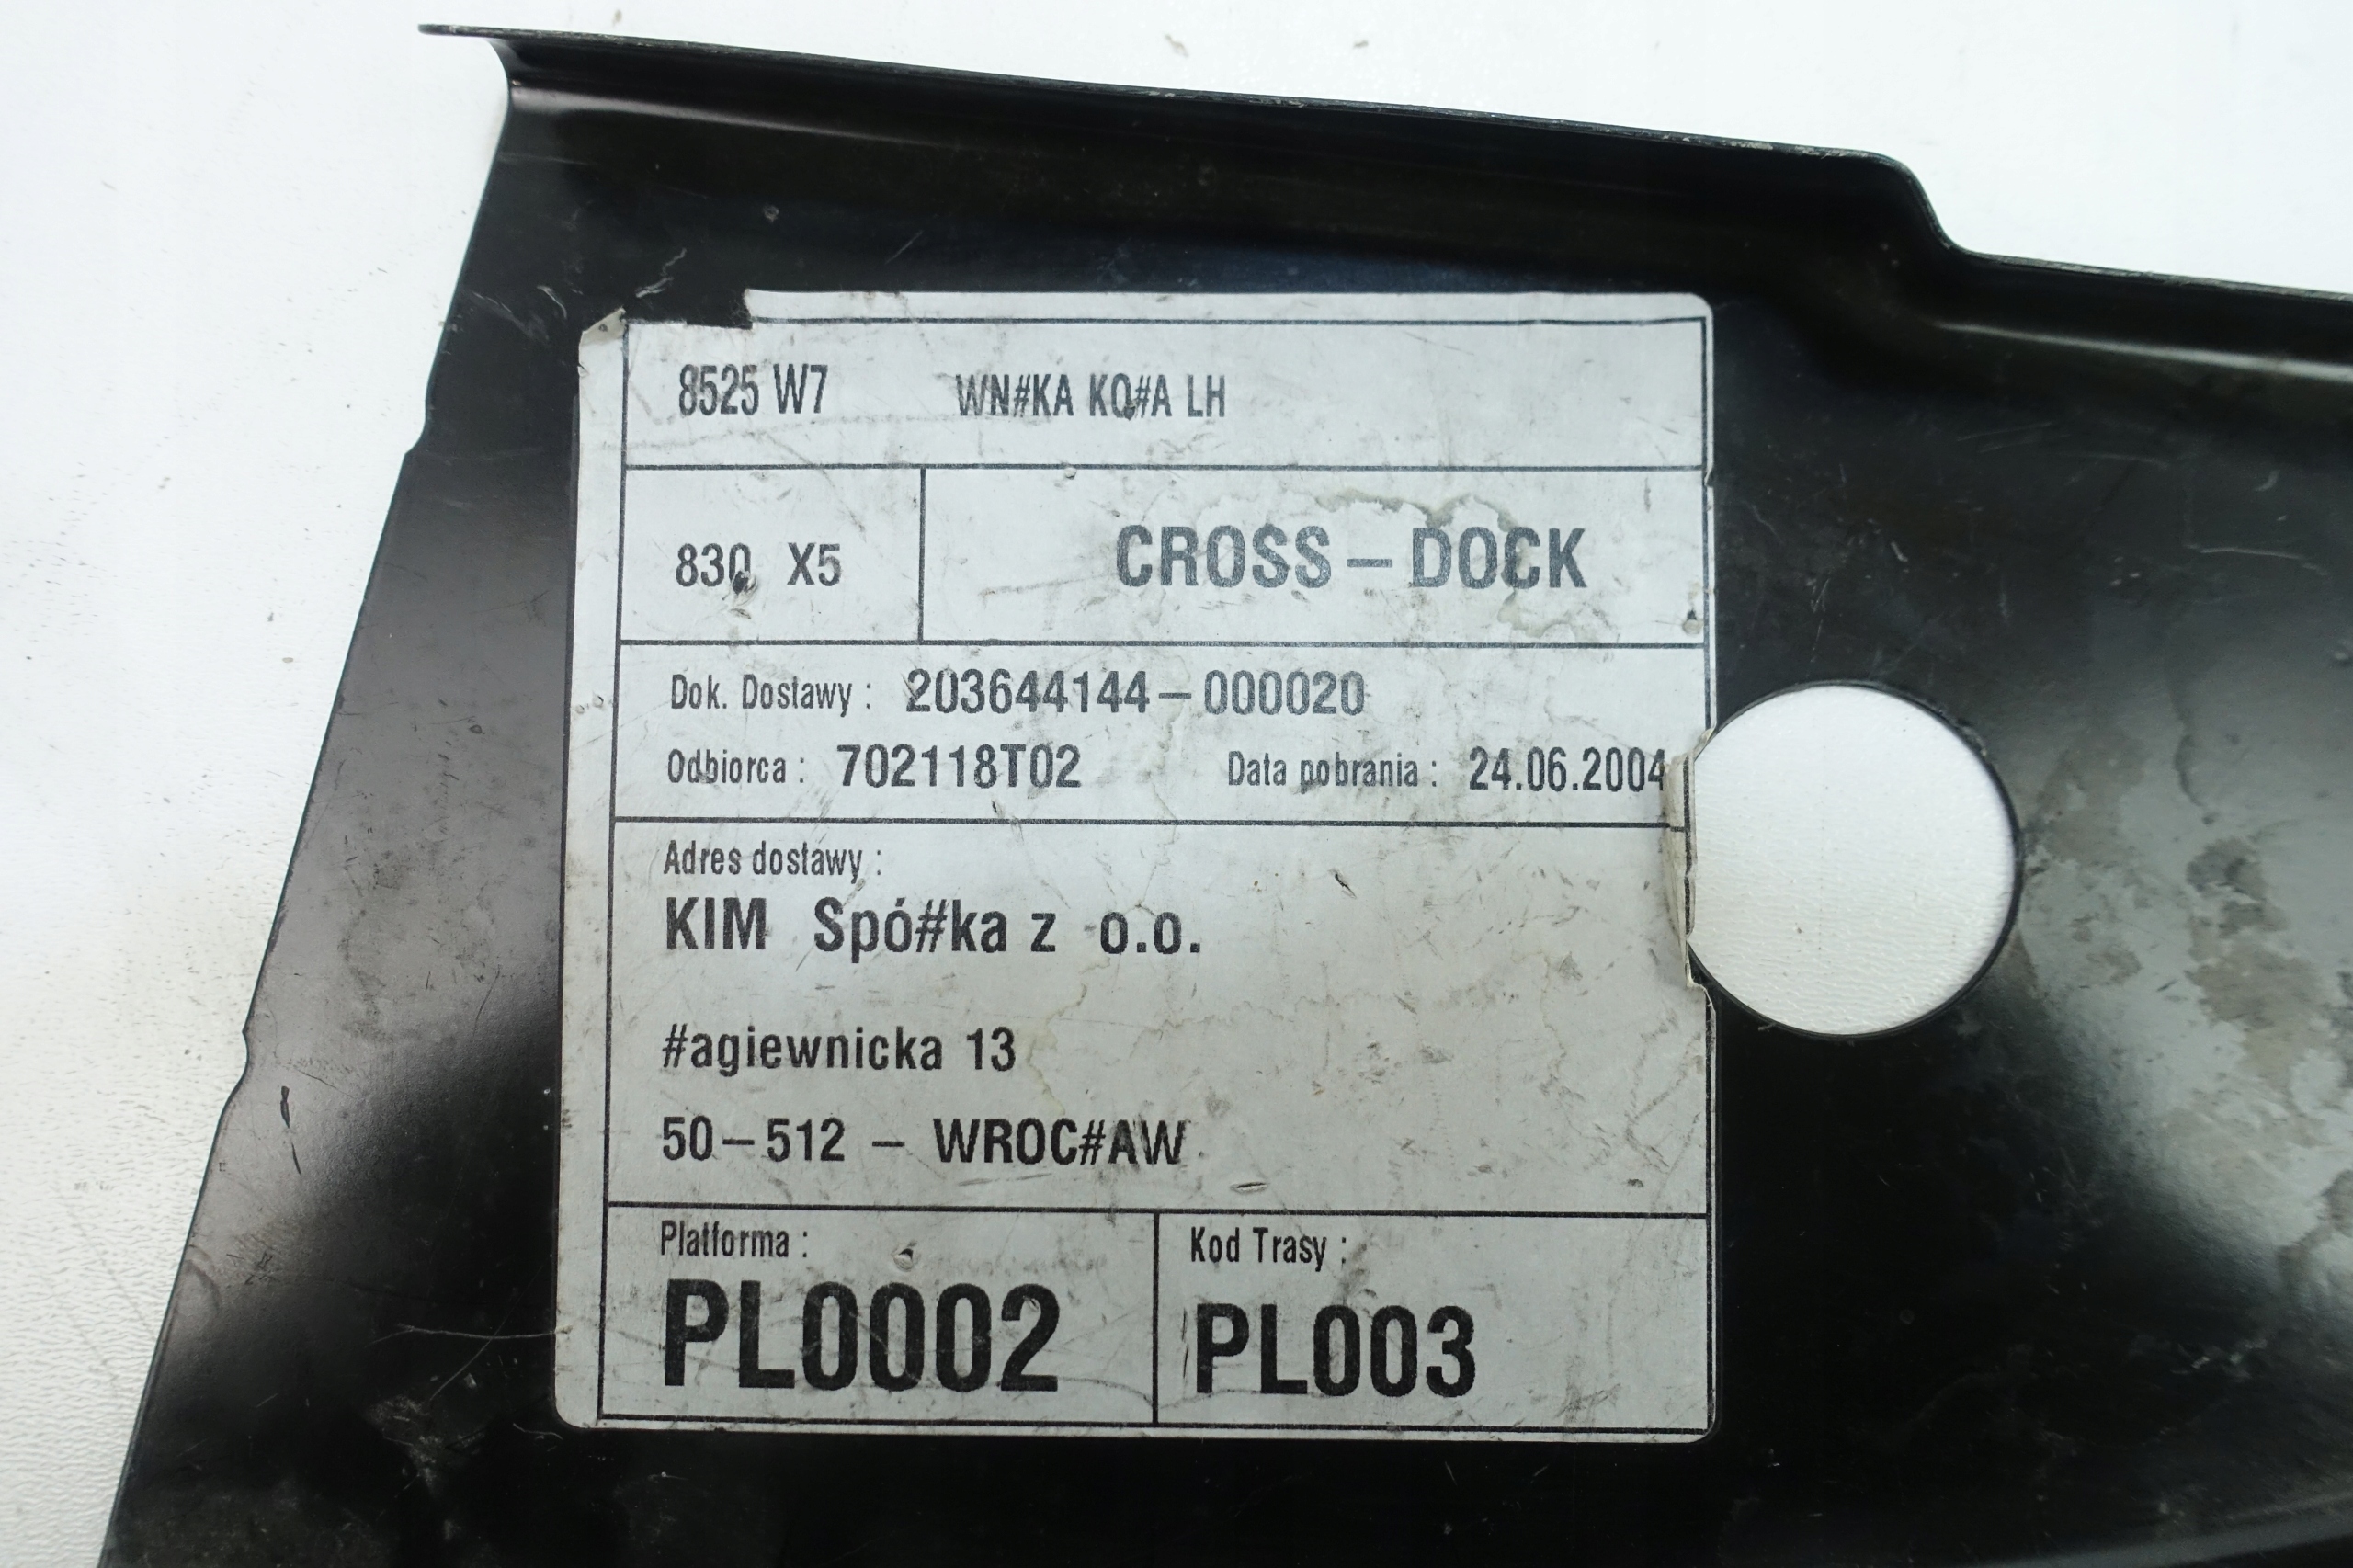 8525 W7 WN#KA KO#A LH
830 X5 CROSS-DOCK
Dok. Dostawy : 203644144-000020
Odbiorca : 702118T02 Data pobrania : 24.06.2004
Adres dostawy :
KIM Spó#ka z o.o.
#agiewnicka 13
50-512 - WROC#AW
Platforma : Kod Trasy :
PL0002 PL003